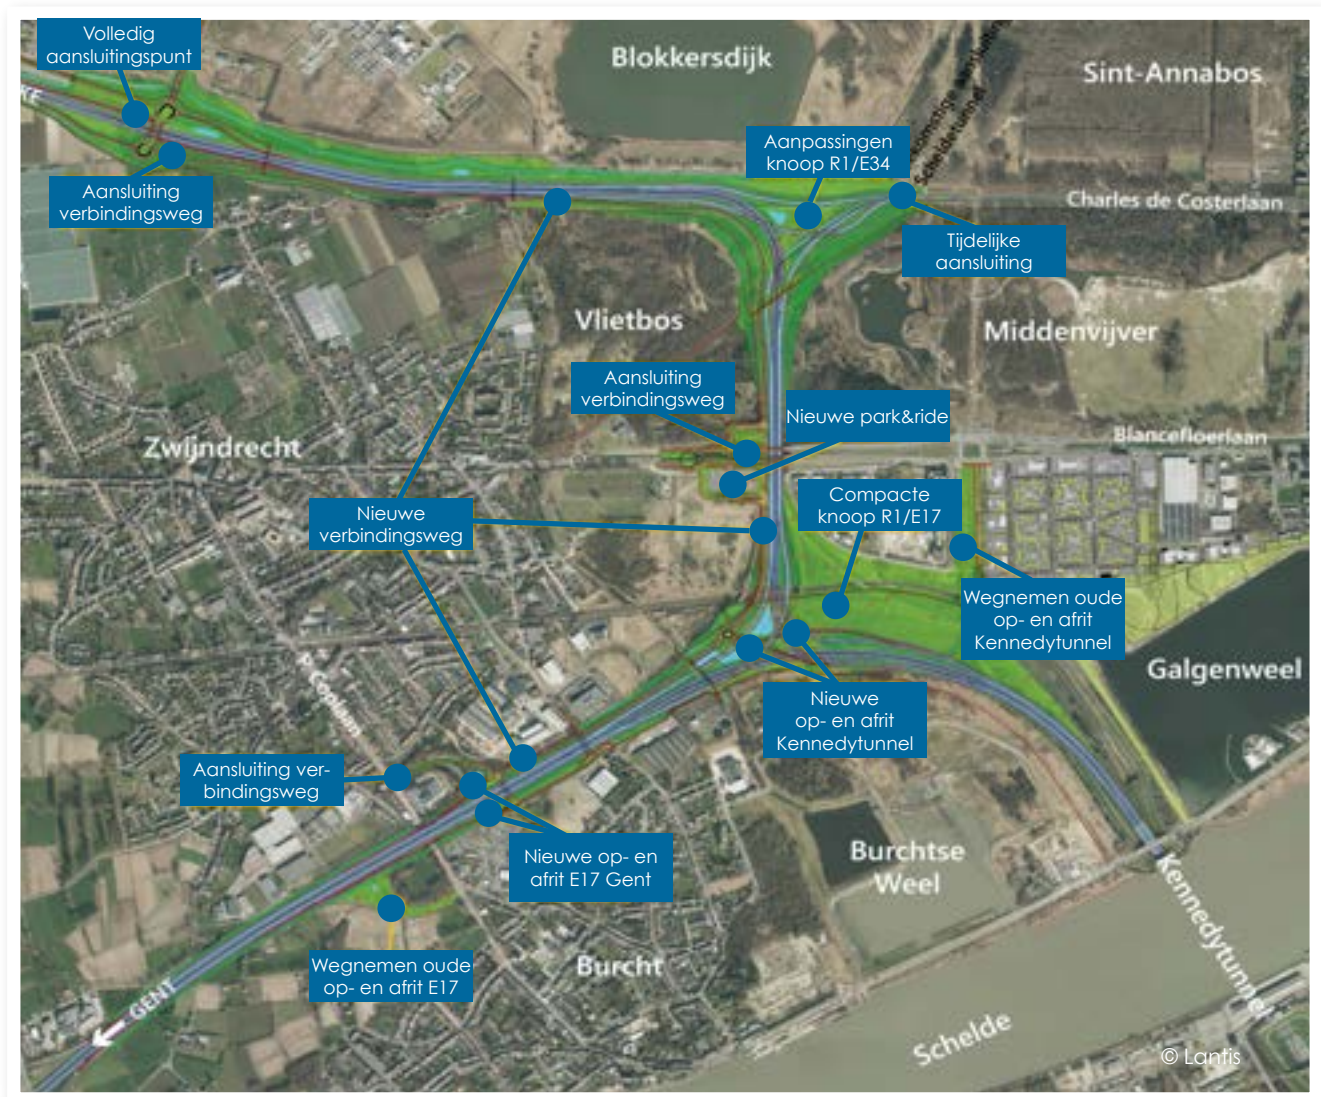 Volledig
aansluitingspunt
Blokkersdijk
Sint-Annabos
Aanpassingen
knoop R1/E34
Scheldetunnel
Aansluiting
verbindingsweg
Charles de Costerlaan
Tijdelijke
aansluiting
Vlietbos
Middenvijver
Aansluiting
verbindingsweg
Nieuwe park&ride
Zwijndrecht
Blancefloerlaan
Nieuwe
verbindingsweg
Compacte
knoop R1/E17
Wegnemen oude
op- en afrit
Kennedytunnel
Galgenweel
P. Coplam
Nieuwe
op- en afrit
Kennedytunnel
Aansluiting ver-
bindingsweg
Nieuwe op- en
afrit E17 Gent
Burchtse
Weel
Kennedytunnel
Wegnemen oude
op- en afrit E17
Burcht
GENT
Schelde
© Lantis